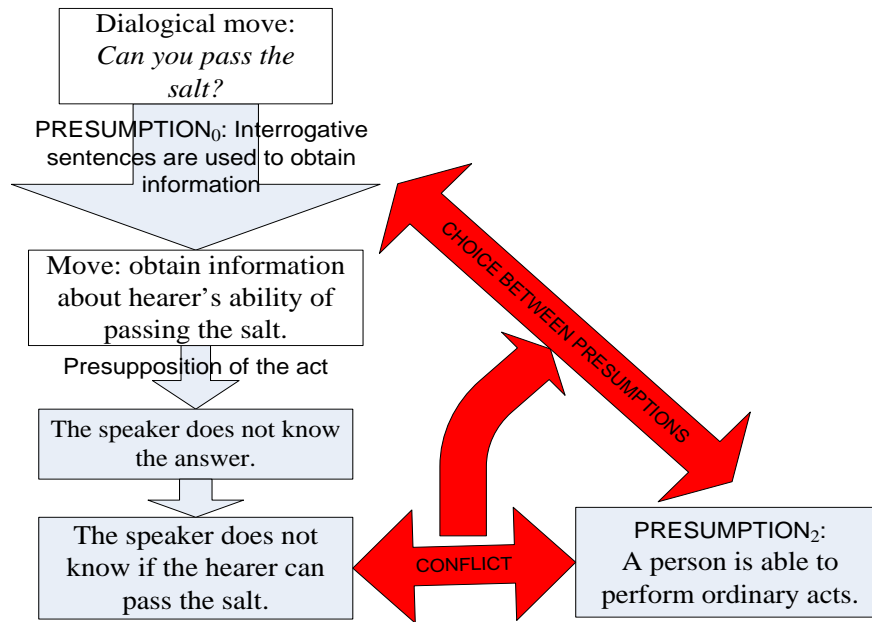 Dialogical move:
Can you pass the
salt?
PRESUMPTION₀: Interrogative
sentences are used to obtain
information
Move: obtain information
about hearer's ability of
passing the salt.
Presupposition of the act
The speaker does not know
the answer.
The speaker does not
know if the hearer can
pass the salt.
CHOICE BETWEEN PRESUMPTIONS
CONFLICT
PRESUMPTION₂:
A person is able to
perform ordinary acts.